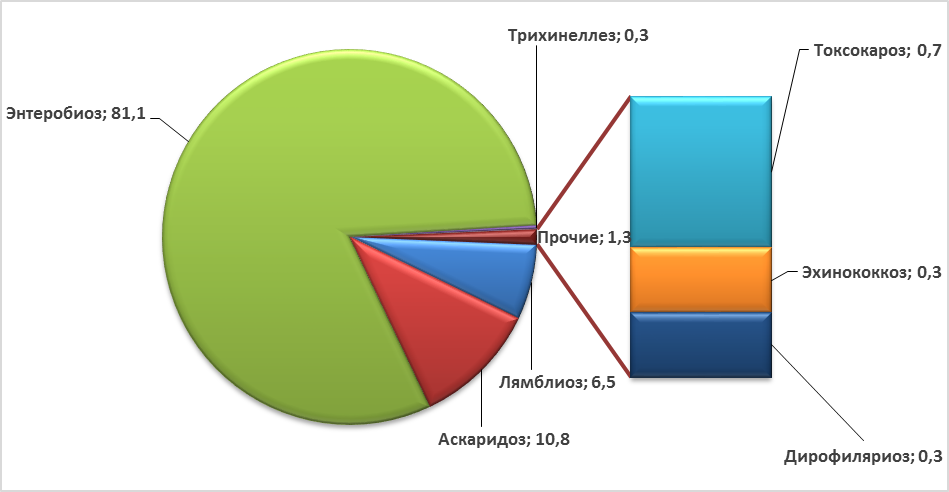 Трихинеллез; 0,3
Токсокароз; 0,7
Энтеробиоз; 81,1
Прочие; 1,3
Эхинококкоз; 0,3
Лямблиоз; 6,5
Аскаридоз; 10,8
Дирофиляриоз; 0,3